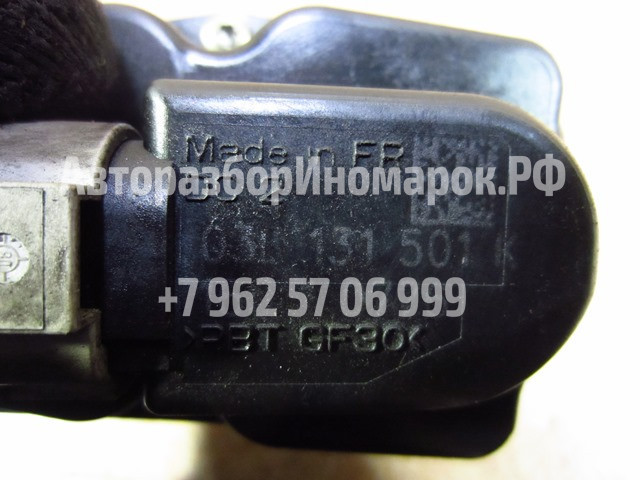 Made in FR
АвторазборИномарок.РФ
131 501 K
+7 962 57 06 999
>PBT GF30<